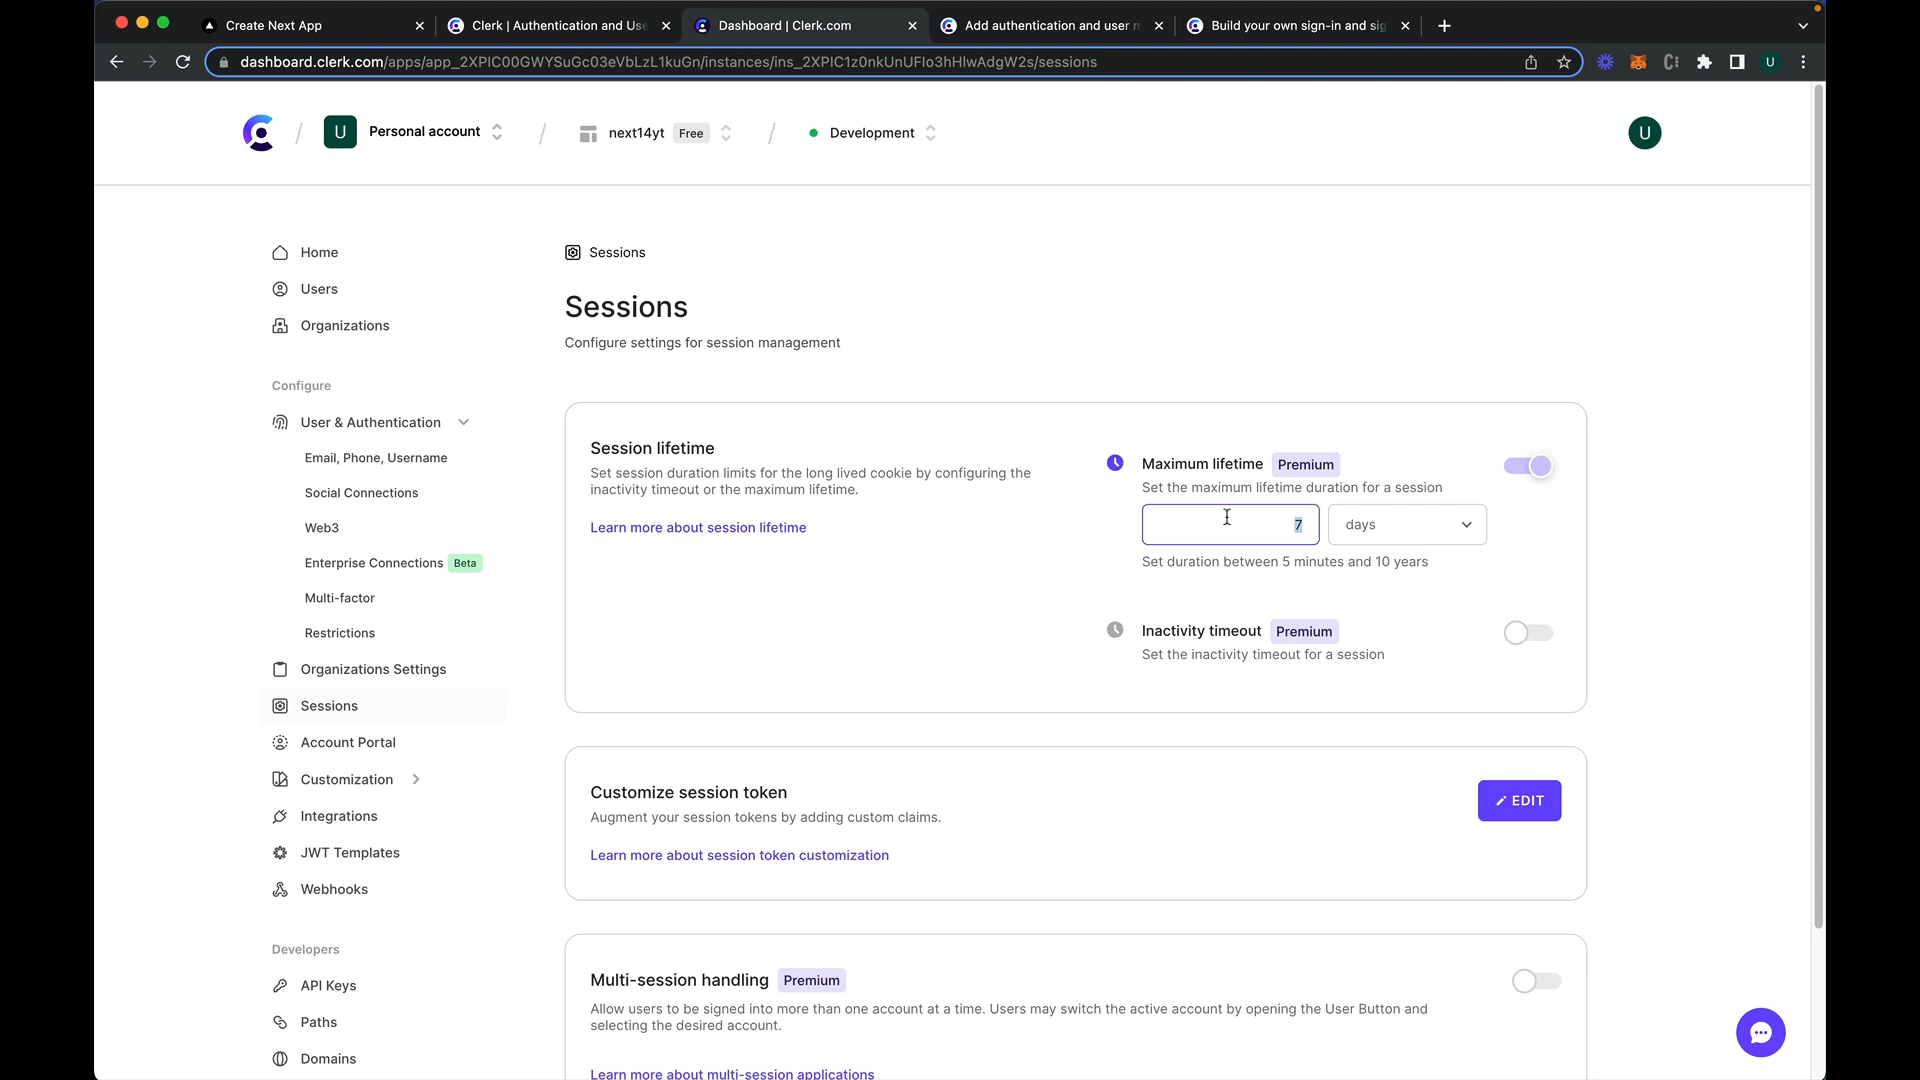 Create Next App
Clerk | Authentication and Use
Dashboard | Clerk.com
Add authentication and user m
Build your own sign-in and sig
dashboard.clerk.com/apps/app_2XPIC00GWYSuGc03eVbLzL1kuGn/instances/ins_2XPIC1z0nkUnUFIo3hHlwAdgW2s/sessions
U
U
Personal account
next14yt
Free
Development
U
Home
Users
Organizations
Configure
User & Authentication
Email, Phone, Username
Social Connections
Web3
Enterprise Connections
Beta
Multi-factor
Restrictions
Organizations Settings
Sessions
Account Portal
Customization
Integrations
JWT Templates
Webhooks
Developers
API Keys
Paths
Domains
Sessions
Sessions
Configure settings for session management
Session lifetime
Set session duration limits for the long lived cookie by configuring the
inactivity timeout or the maximum lifetime.
Learn more about session lifetime
Maximum lifetime
Premium
Set the maximum lifetime duration for a session
7
days
Set duration between 5 minutes and 10 years
Inactivity timeout
Premium
Set the inactivity timeout for a session
Customize session token
Augment your session tokens by adding custom claims.
Learn more about session token customization
EDIT
Multi-session handling
Premium
Allow users to be signed into more than one account at a time. Users may switch the active account by opening the User Button and
selecting the desired account.
Learn more about multi-session applications